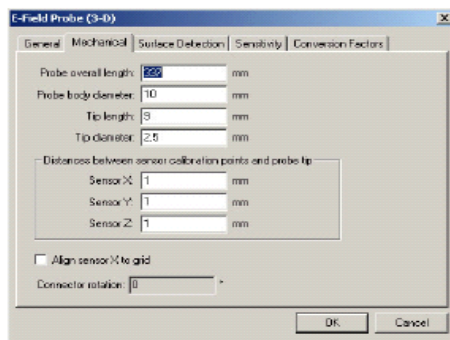 E-Field Probe (3-D)
General Mechanical Surface Detection Sensitivity Conversion Factors
Probe overall length: mm
Probe body diameter: 10 mm
Tip length: 9 mm
Tip diameter: 2.5 mm
Distances between sensor calibration points and probe tip
Sensor X: 1 mm
Sensor Y: 1 mm
Sensor Z: 1 mm
Align sensor X to grid
Connector rotation: 0 °
OK Cancel